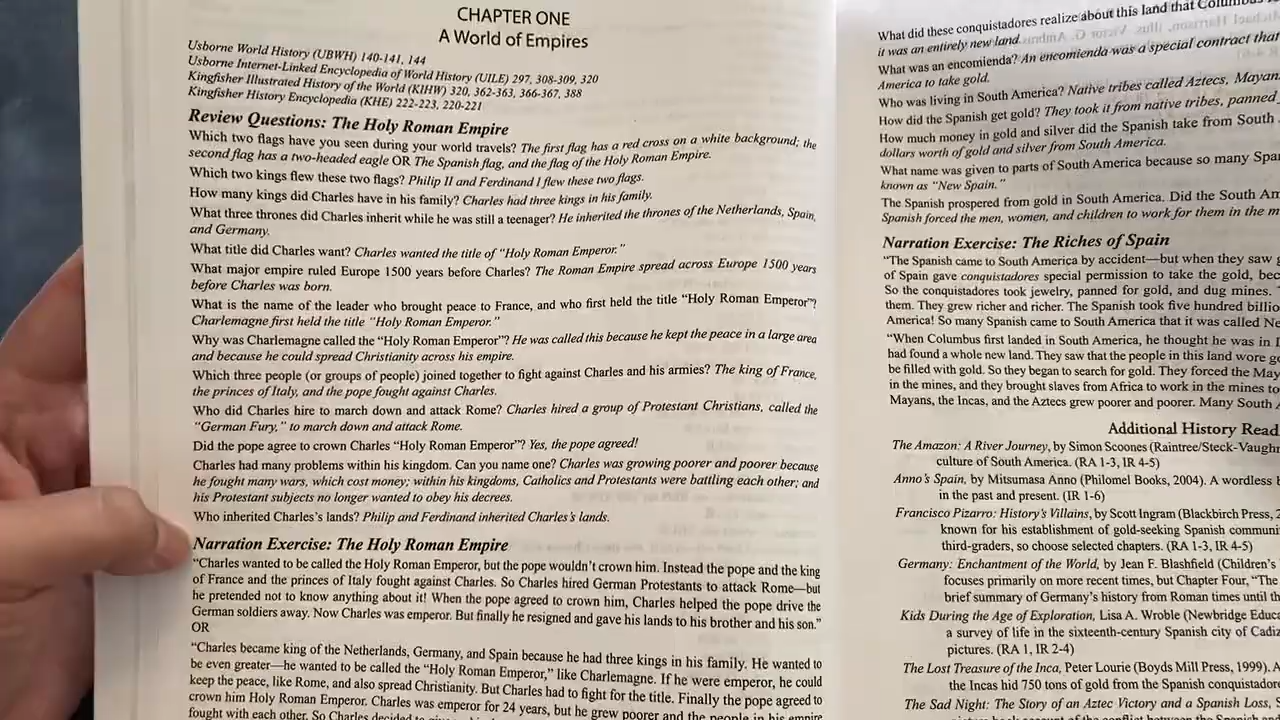 CHAPTER ONE
A World of Empires
Usborne World History (UBWH) 140-141, 144
Usborne Internet-Linked Encyclopedia of World History (UILE) 297, 308-309, 320
Kingfisher Illustrated History of the World (KIHW) 320, 362-363, 366-367, 388
Kingfisher History Encyclopedia (KHE) 222-223, 220-221
Review Questions: The Holy Roman Empire
Which two flags have you seen during your world travels? The first flag has a red cross on a white background; the
second flag has a two-headed eagle OR The Spanish flag, and the flag of the Holy Roman Empire.
Which two kings flew these two flags? Philip II and Ferdinand I flew these two flags.
How many kings did Charles have in his family? Charles had three kings in his family.
What three thrones did Charles inherit while he was still a teenager? He inherited the thrones of the Netherlands, Spain,
and Germany.
What title did Charles want? Charles wanted the title of "Holy Roman Emperor."
What major empire ruled Europe 1500 years before Charles? The Roman Empire spread across Europe 1500 years
before Charles was born.
What is the name of the leader who brought peace to France, and who first held the title "Holy Roman Emperor"?
Charlemagne first held the title "Holy Roman Emperor."
Why was Charlemagne called the "Holy Roman Emperor"? He was called this because he kept the peace in a large area
and because he could spread Christianity across his empire.
Which three people (or groups of people) joined together to fight against Charles and his armies? The king of France,
the princes of Italy, and the pope fought against Charles.
Who did Charles hire to march down and attack Rome? Charles hired a group of Protestant Christians, called the
"German Fury," to march down and attack Rome.
Did the pope agree to crown Charles "Holy Roman Emperor"? Yes, the pope agreed!
Charles had many problems within his kingdom. Can you name one? Charles was growing poorer and poorer because
he fought many wars, which cost money; within his kingdoms, Catholics and Protestants were battling each other; and
his Protestant subjects no longer wanted to obey his decrees.
Who inherited Charles's lands? Philip and Ferdinand inherited Charles's lands.
Narration Exercise: The Holy Roman Empire
"Charles wanted to be called the Holy Roman Emperor, but the pope wouldn't crown him. Instead the pope and the king
of France and the princes of Italy fought against Charles. So Charles hired German Protestants to attack Rome—but
he pretended not to know anything about it! When the pope agreed to crown him, Charles helped the pope drive the
German soldiers away. Now Charles was emperor. But finally he resigned and gave his lands to his brother and his son."
OR
"Charles became king of the Netherlands, Germany, and Spain because he had three kings in his family. He wanted to
be even greater—he wanted to be called the "Holy Roman Emperor," like Charlemagne. If he were emperor, he could
keep the peace, like Rome, and also spread Christianity. But Charles had to fight for the title. Finally the pope agreed to
crown him Holy Roman Emperor. Charles was emperor for 24 years, but he grew poorer and the people in his empire
fought with each other. So Charles decided to
What did these conquistadores realize about this land that
it was an entirely new land.
What was an encomienda? An encomienda was a special contract that
America to take gold.
Who was living in South America? Native tribes called Aztecs, Mayan
How did the Spanish get gold? They took it from native tribes, panned
How much money in gold and silver did the Spanish take from South
dollars worth of gold and silver from South America.
What name was given to parts of South America because so many
known as "New Spain."
The Spanish prospered from gold in South America. Did the South
Spanish forced the men, women, and children to work for them in the
Narration Exercise: The Riches of Spain
"The Spanish came to South America by accident—but when they saw
of Spain gave conquistadores special permission to take the gold,
So the conquistadores took jewelry, panned for gold, and dug mines.
them. They grew richer and richer. The Spanish took five hundred
America! So many Spanish came to South America that it was called
"When Columbus first landed in South America, he thought he was in
had found a whole new land. They saw that the people in this land wore
be filled with gold. So they began to search for gold. They forced the
in the mines, and they brought slaves from Africa to work in the mines to
Mayans, the Incas, and the Aztecs grew poorer and poorer. Many South
Additional History
The Amazon: A River Journey, by Simon Scoones (Raintree/Steck-Vaughn
culture of South America. (RA 1-3, IR 4-5)
Anno's Spain, by Mitsumasa Anno (Philomel Books, 2004). A wordless
in the past and present. (IR 1-6)
Francisco Pizarro: History's Villains, by Scott Ingram (Blackbirch Press,
known for his establishment of gold-seeking Spanish
third-graders, so choose selected chapters. (RA 1-3, IR 4-5)
Germany: Enchantment of the World, by Jean F. Blashfield (Children's
focuses primarily on more recent times, but Chapter Four, "The
brief summary of Germany's history from Roman times until
Kids During the Age of Exploration, Lisa A. Wroble (Newbridge
a survey of life in the sixteenth-century Spanish city of
pictures. (RA 1, IR 2-4)
The Lost Treasure of the Inca, Peter Lourie (Boyds Mill Press, 1999).
the Incas hid 750 tons of gold from the Spanish
The Sad Night: The Story of an Aztec Victory and a Spanish Loss,